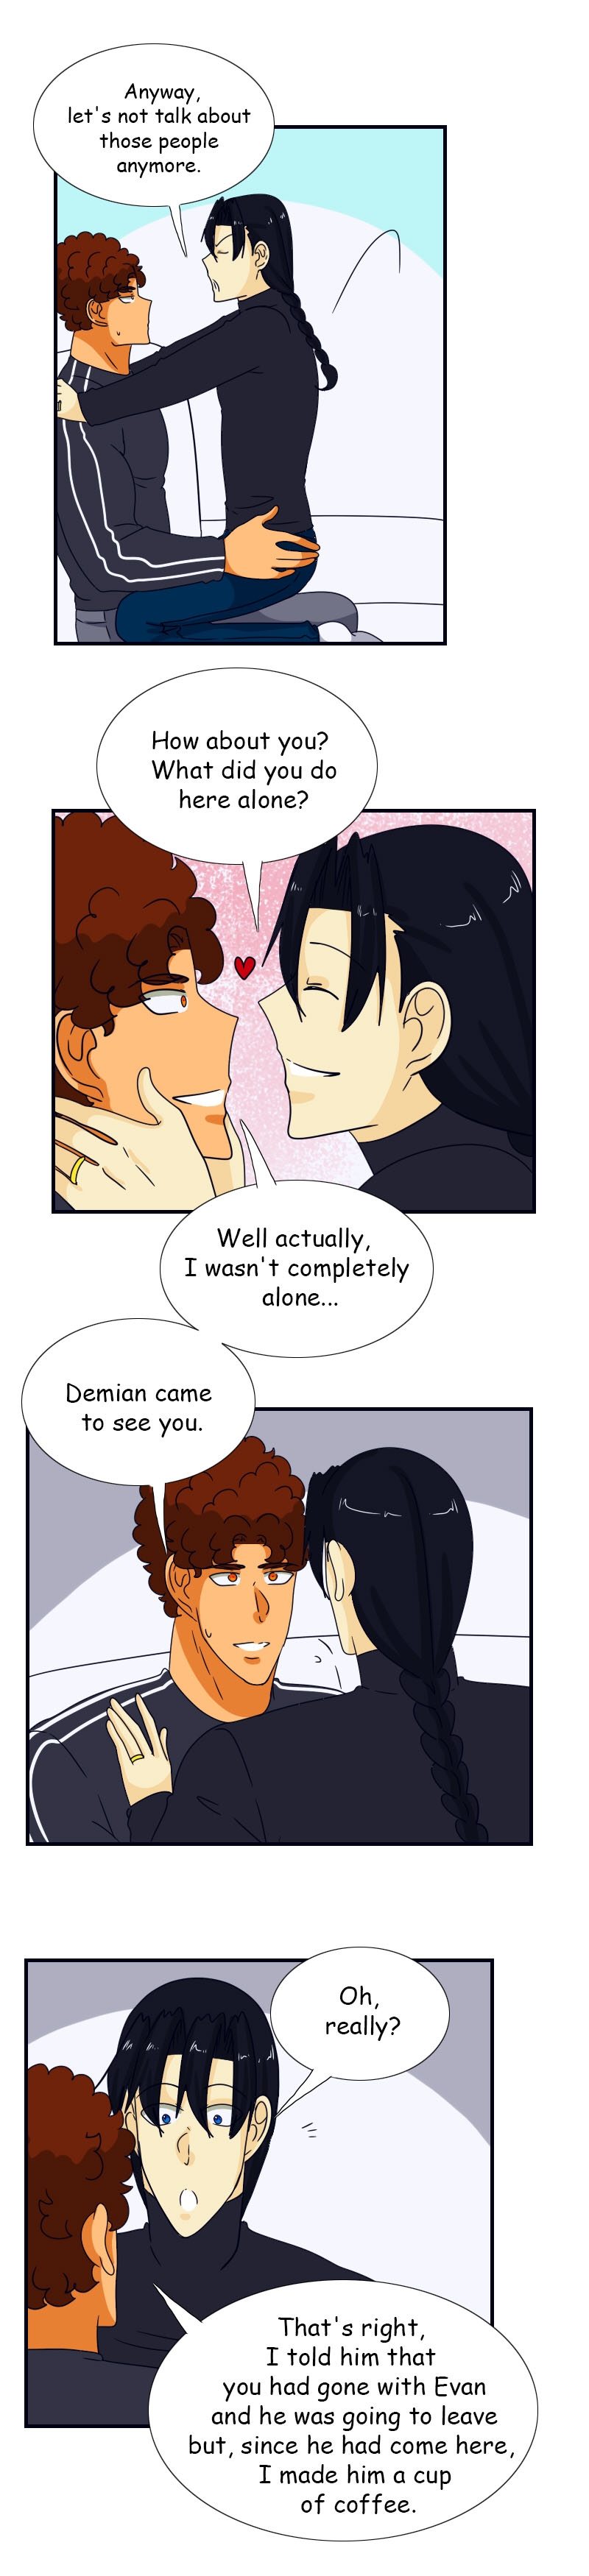 Anyway,
let's not talk about
those people
anymore.
How about you?
What did you do
here alone?
Well actually,
I wasn't completely
alone...
Demian came
to see you.
Oh,
really?
That's right,
I told him that
you had gone with Evan
and he was going to leave
but, since he had come here,
I made him a cup
of coffee.